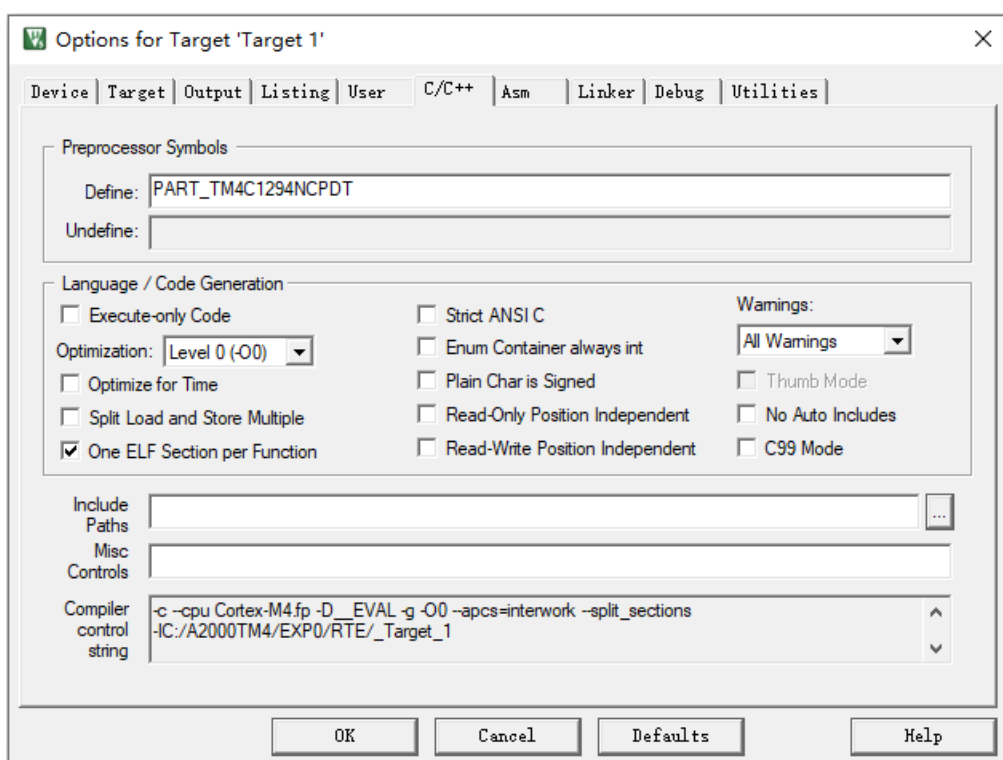 Options for Target 'Target 1'
Device Target Output Listing User C/C++ Asm Linker Debug Utilities
Preprocessor Symbols
Define: PART_TM4C1294NCPDT
Undefine:
Language / Code Generation
Execute-only Code
Strict ANSI C
Warnings:
Optimization: Level 0 (-O0)
Enum Container always int
All Warnings
Optimize for Time
Plain Char is Signed
Thumb Mode
Split Load and Store Multiple
Read-Only Position Independent
No Auto Includes
One ELF Section per Function
Read-Write Position Independent
C99 Mode
Include
Paths
...
Misc
Controls
Compiler
control
string
-c --cpu Cortex-M4.fp -D__EVAL -g -O0 --apcs=interwork --split_sections
-IC:/A2000TM4/EXP0/RTE/_Target_1
OK Cancel Defaults Help